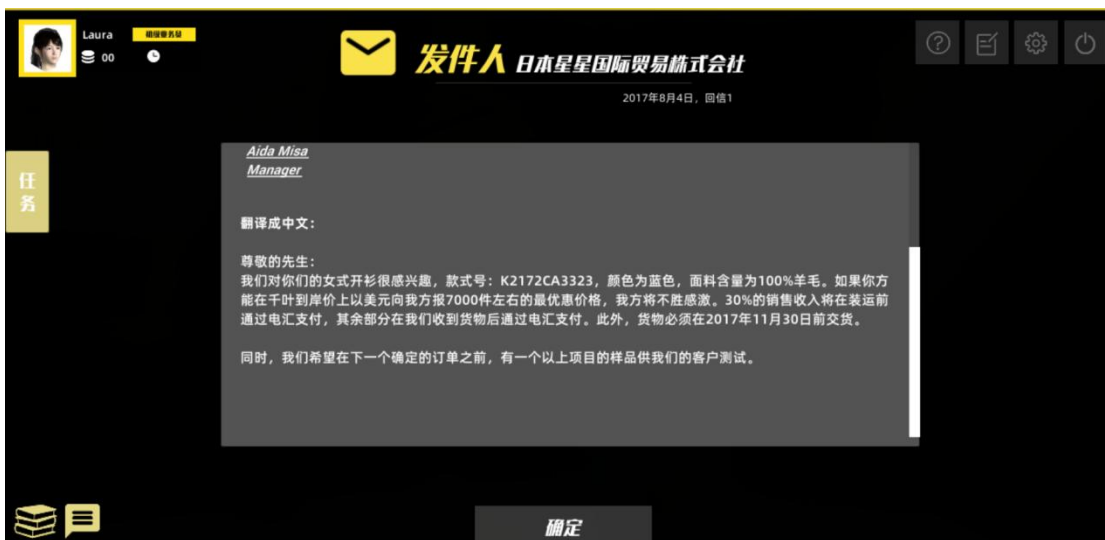 Laura 初级业务员
00
发件人 日本星星国际贸易株式会社
2017年8月4日，回信1
任务
Aida Misa
Manager
翻译成中文：
尊敬的先生：
我们对你们的女式开衫很感兴趣，款式号：K2172CA3323，颜色为蓝色，面料含量为100%羊毛。如果你方
能在千叶到岸价上以美元向我方报7000件左右的最优惠价格，我方将不胜感激。30%的销售收入将在装运前
通过电汇支付，其余部分在我们收到货物后通过电汇支付。此外，货物必须在2017年11月30日前交货。
同时，我们希望在下一个确定的订单之前，有一个以上项目的样品供我们的客户测试。
确定